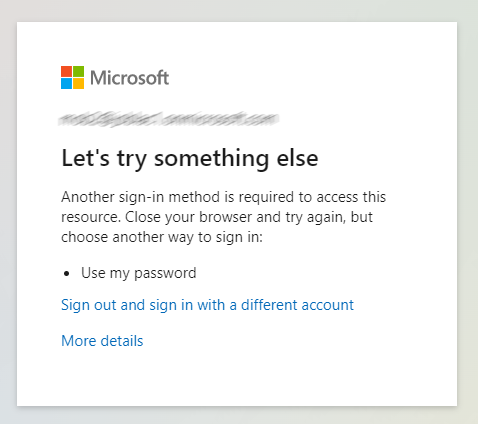 Microsoft
Let's try something else
Another sign-in method is required to access this
resource. Close your browser and try again, but
choose another way to sign in:
• Use my password
Sign out and sign in with a different account
More details